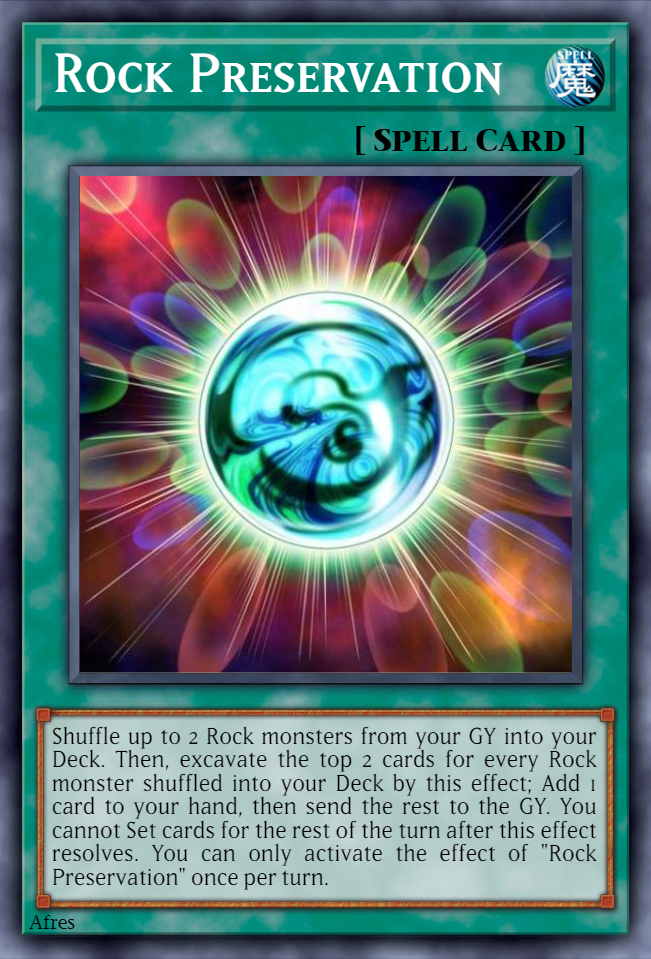 Rock Preservation
SPELL
魔
[ Spell Card ]
Shuffle up to 2 Rock monsters from your GY into your
Deck. Then, excavate the top 2 cards for every Rock
monster shuffled into your Deck by this effect; Add 1
card to your hand, then send the rest to the GY. You
cannot Set cards for the rest of the turn after this effect
resolves. You can only activate the effect of "Rock
Preservation" once per turn.
Afres